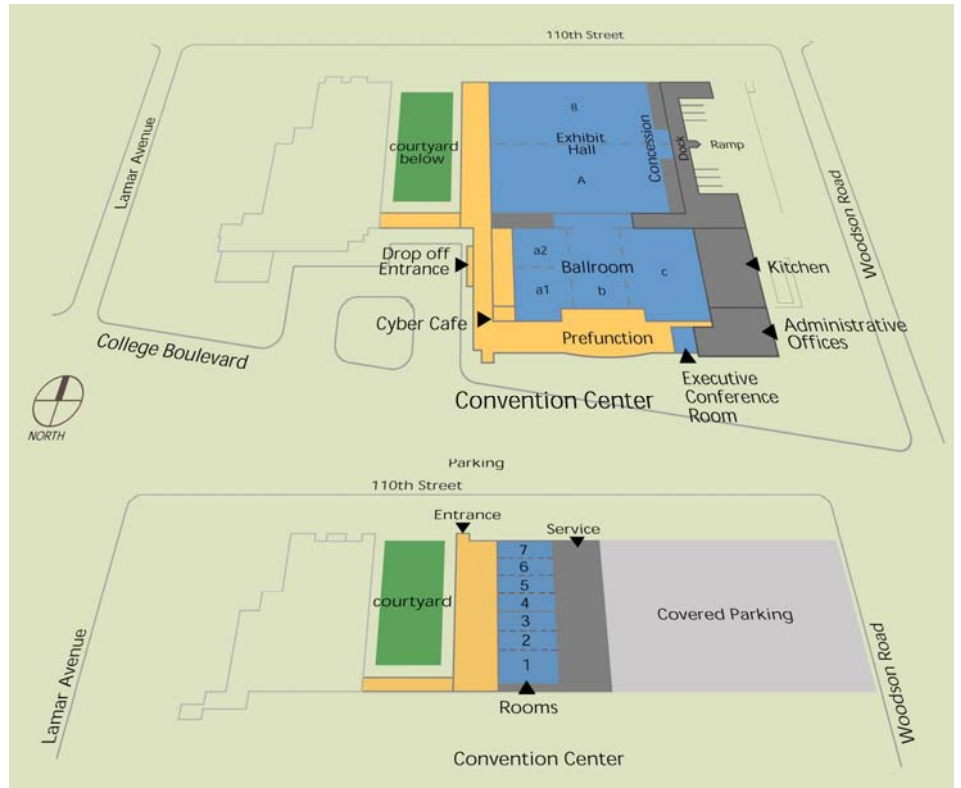 110th Street
Lamar Avenue
courtyard
below
B
Exhibit
Hall
A
Concession
Dock
Ramp
Woodson Road
Drop off
Entrance
a2
a1
Ballroom
b
c
Kitchen
Cyber Cafe
Prefunction
Administrative
Offices
College Boulevard
Executive
Conference
Room
Convention Center
NORTH
Parking
110th Street
Entrance
Service
Lamar Avenue
courtyard
7
6
5
4
3
2
1
Covered Parking
Woodson Road
Rooms
Convention Center